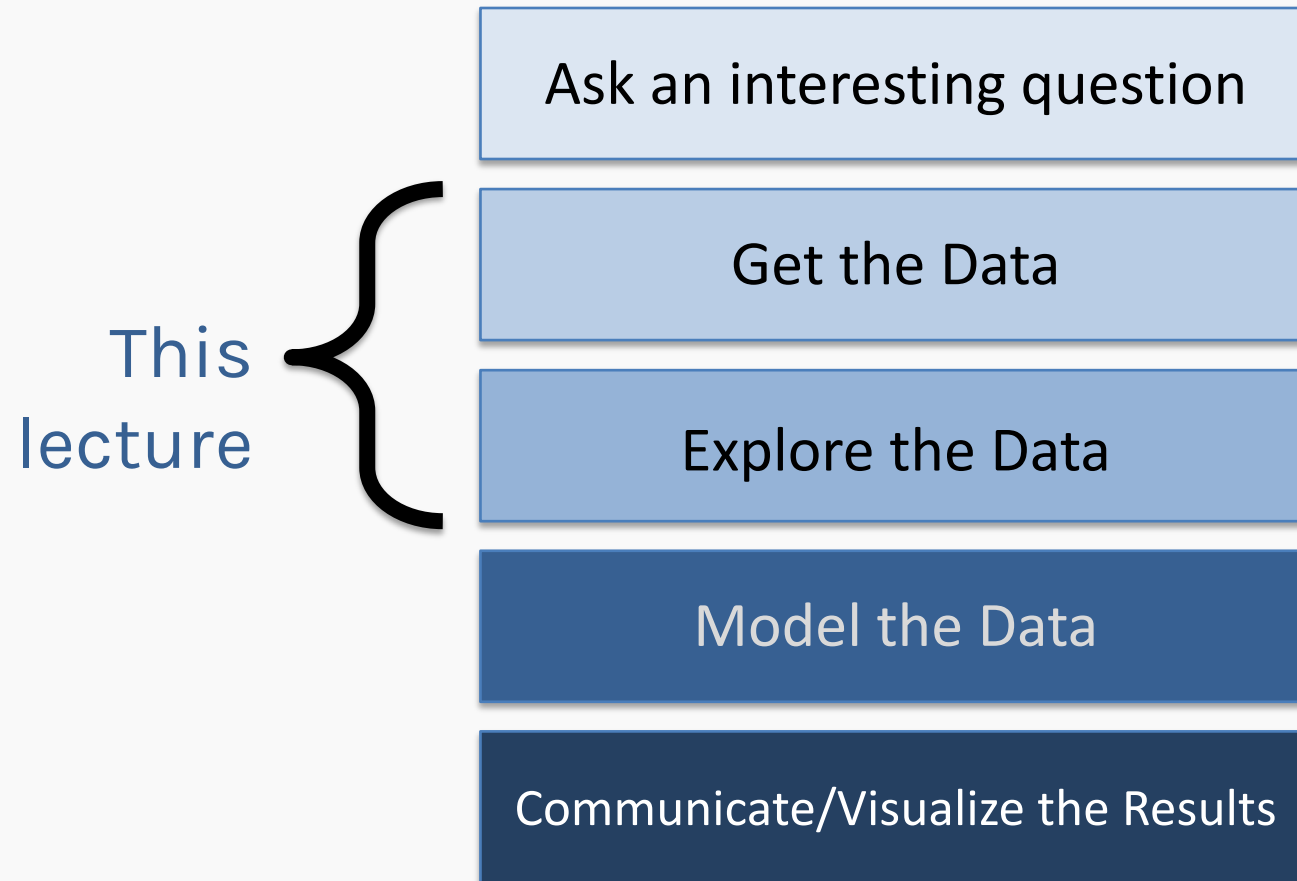 Ask an interesting question
Get the Data
This
lecture
Explore the Data
Model the Data
Communicate/Visualize the Results